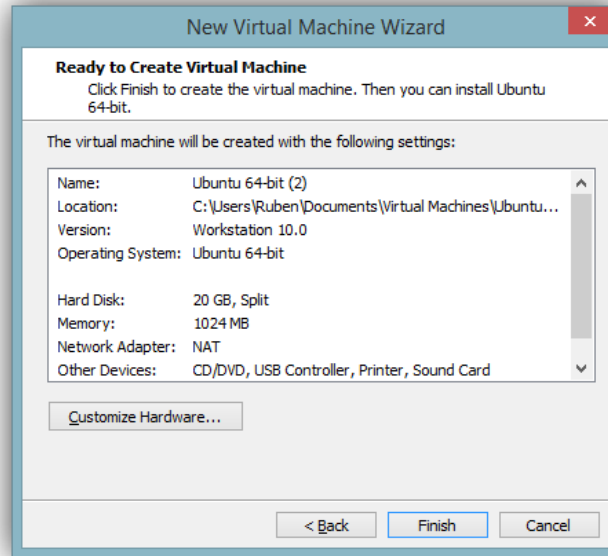 New Virtual Machine Wizard
Ready to Create Virtual Machine
Click Finish to create the virtual machine. Then you can install Ubuntu
64-bit.
The virtual machine will be created with the following settings:
Name: Ubuntu 64-bit (2)
Location: C:\Users\Ruben\Documents\Virtual Machines\Ubuntu...
Version: Workstation 10.0
Operating System: Ubuntu 64-bit
Hard Disk: 20 GB, Split
Memory: 1024 MB
Network Adapter: NAT
Other Devices: CD/DVD, USB Controller, Printer, Sound Card
Customize Hardware...
< Back Finish Cancel